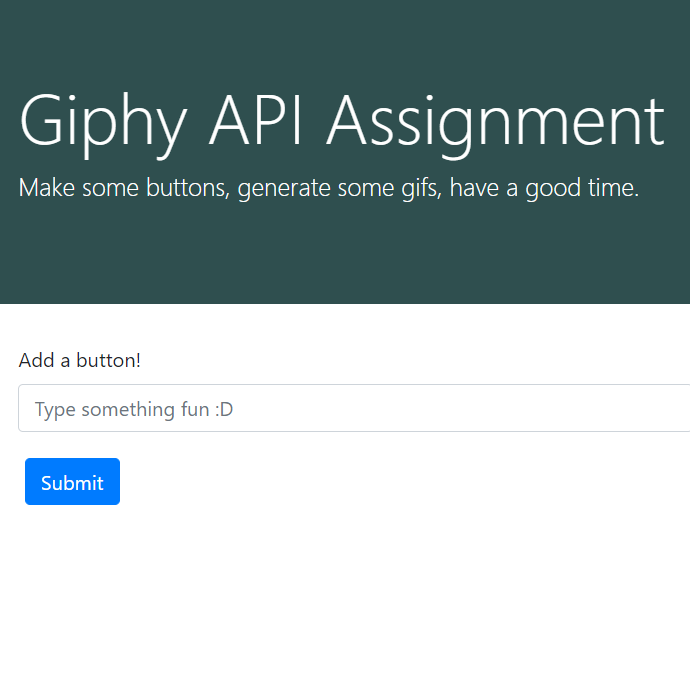 Giphy API Assignment
Make some buttons, generate some gifs, have a good time.
Add a button!
Type something fun :D
Submit